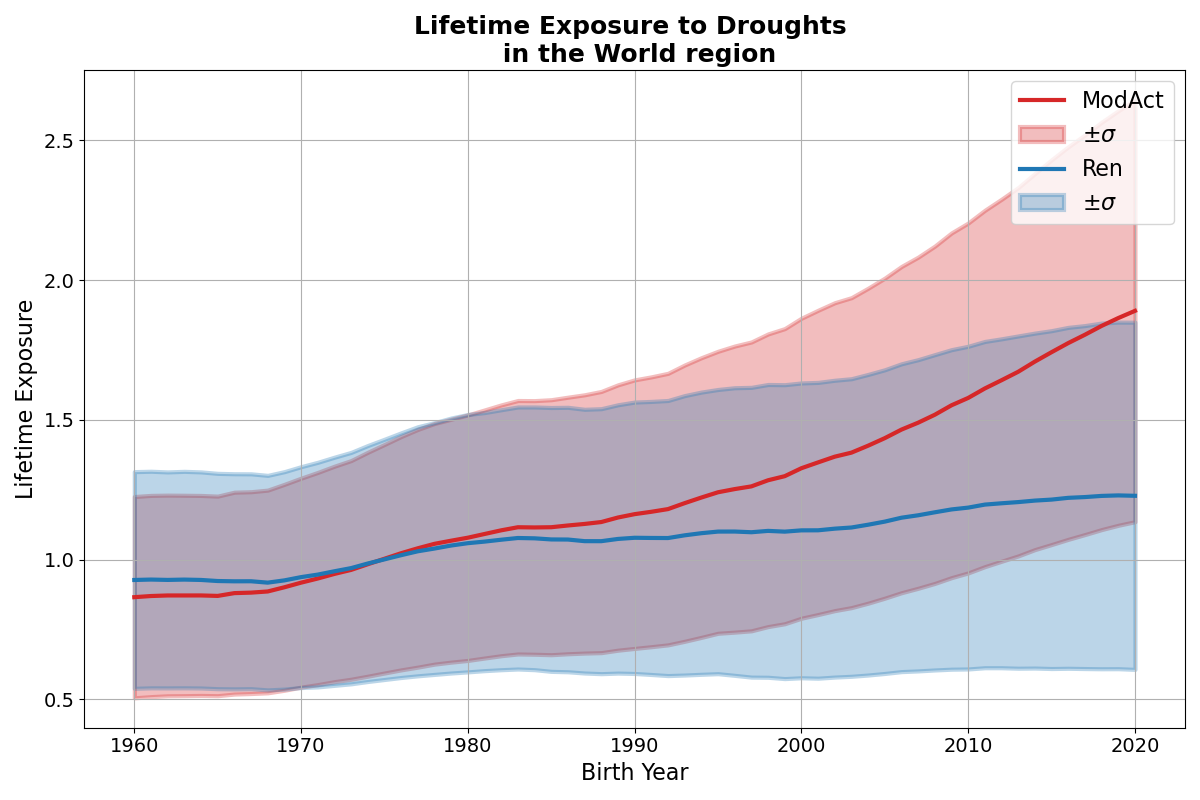 Lifetime Exposure to Droughts
in the World region
ModAct
±σ
Ren
±σ
2.5
2.0
1.5
1.0
0.5
Lifetime Exposure
1960 1970 1980 1990 2000 2010 2020
Birth Year